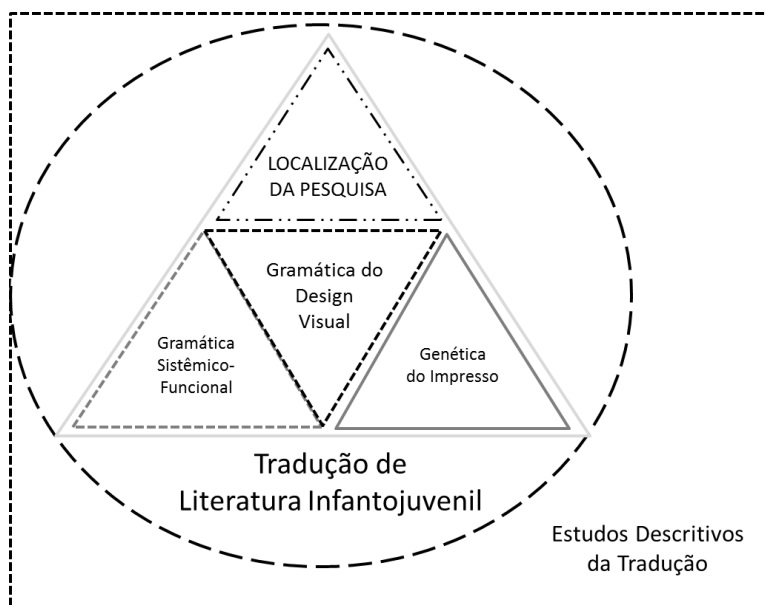 LOCALIZAÇÃO
DA PESQUISA
Gramática do
Design
Visual
Gramática
Sistêmico-
Funcional
Genética
do Impresso
Tradução de
Literatura Infantojuvenil
Estudos Descritivos
da Tradução